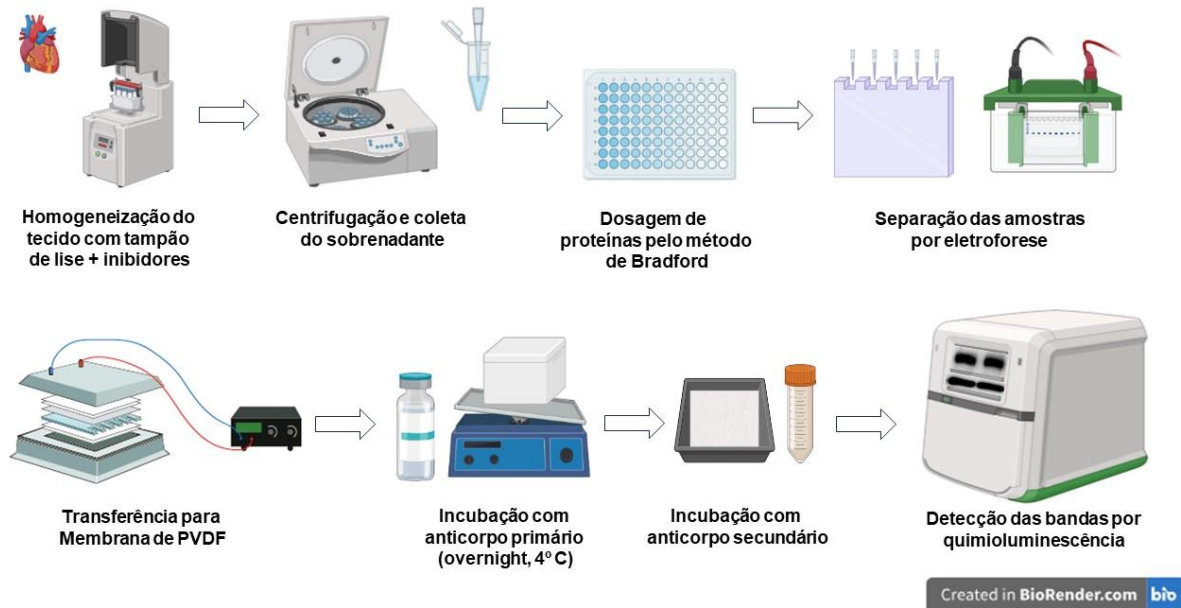 Homogeneização do
tecido com tampão
de lise + inibidores
Centrifugação e coleta
do sobrenadante
Dosagem de
proteínas pelo método
de Bradford
Separação das amostras
por eletroforese
Transferência para
Membrana de PVDF
Incubação com
anticorpo primário
(overnight, 4º C)
Incubação com
anticorpo secundário
Detecção das bandas por
quimioluminescência
Created in BioRender.com bio